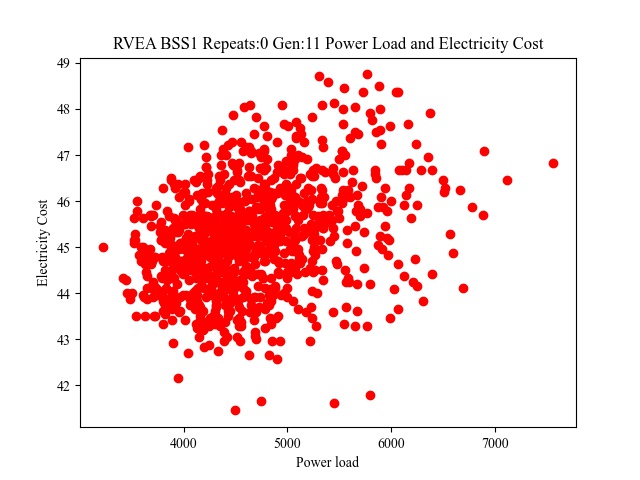 RVEA BSS1 Repeats:0 Gen:11 Power Load and Electricity Cost
49
48
47
46
45
44
43
42
Electricity Cost
4000 5000 6000 7000
Power load